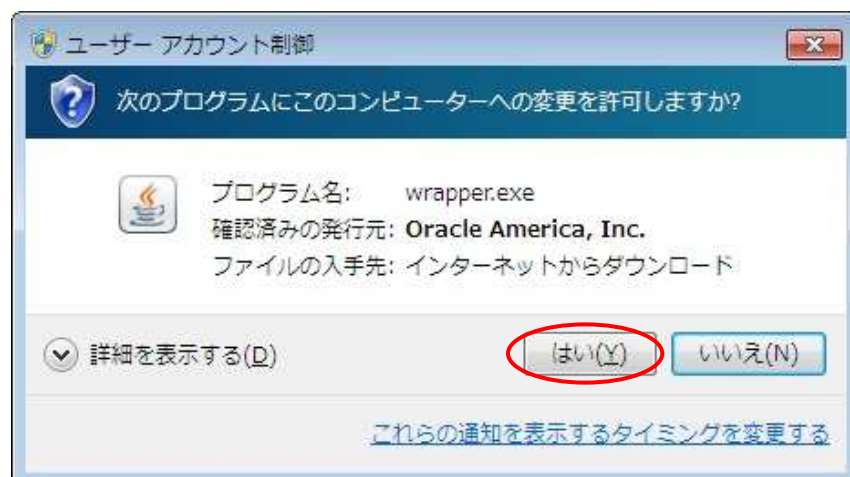 ユーザー アカウント制御
次のプログラムにこのコンピューターへの変更を許可しますか?
プログラム名: wrapper.exe
確認済みの発行元: Oracle America, Inc.
ファイルの入手先: インターネットからダウンロード
詳細を表示する(D) はい(Y) いいえ(N)
これらの通知を表示するタイミングを変更する